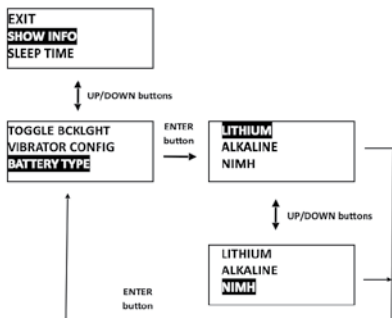 EXIT
SHOW INFO
SLEEP TIME
UP/DOWN buttons
TOGGLE BCKLGHT
VIBRATOR CONFIG
BATTERY TYPE
ENTER
button
LITHIUM
ALKALINE
NIMH
UP/DOWN buttons
LITHIUM
ALKALINE
NIMH
ENTER
button